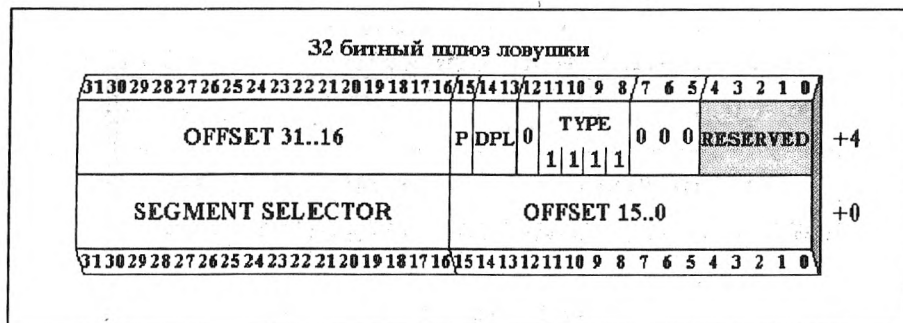 32 битный шлюз ловушки
31 30 29 28 27 26 25 24 23 22 21 20 19 18 17 16 15 14 13 12 11 10 9 8 7 6 5 4 3 2 1 0
OFFSET 31..16 P DPL 0 TYPE 0 0 0 RESERVED +4
1 1 1 1
SEGMENT SELECTOR OFFSET 15..0 +0
31 30 29 28 27 26 25 24 23 22 21 20 19 18 17 16 15 14 13 12 11 10 9 8 7 6 5 4 3 2 1 0